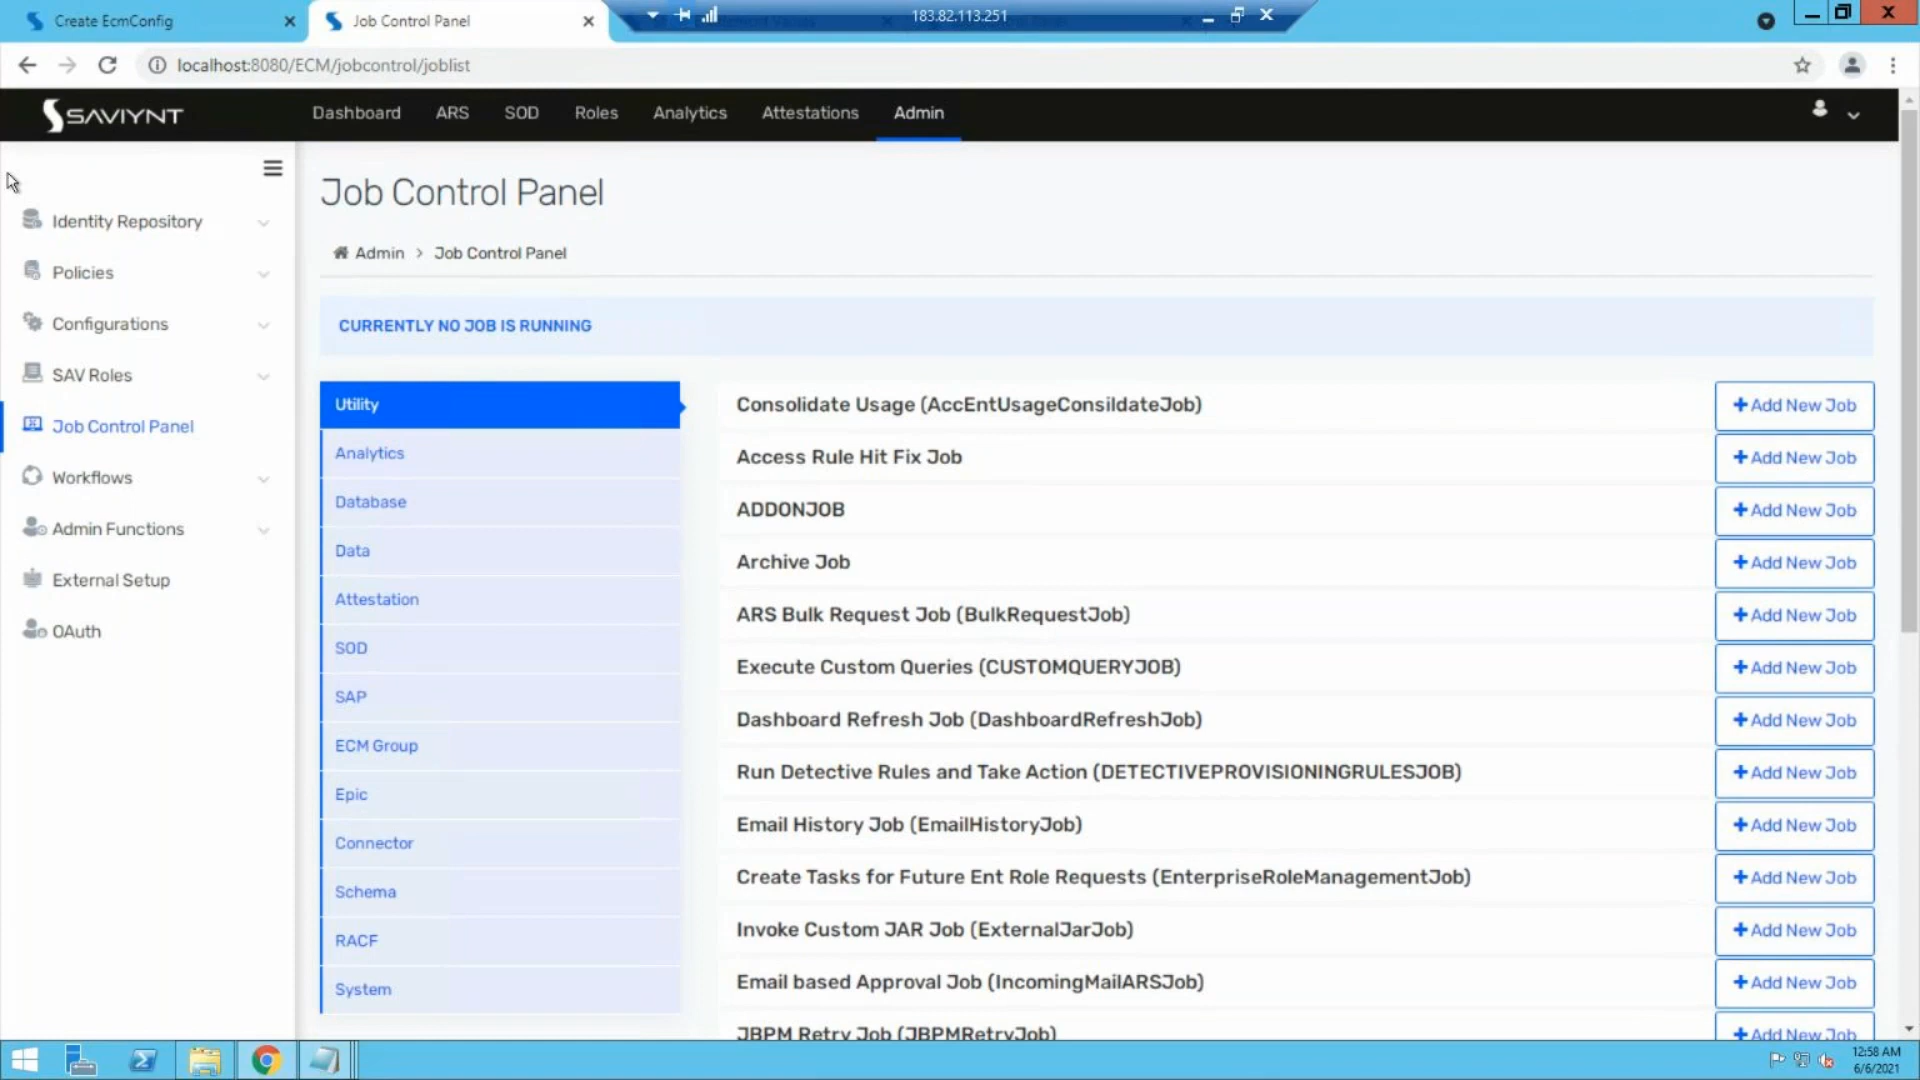 Create EcmConfig
Job Control Panel
183.82.113.251
localhost:8080/ECM/jobcontrol/joblist
SAVIYNT
Dashboard
ARS
SOD
Roles
Analytics
Attestations
Admin
Identity Repository
Policies
Configurations
SAV Roles
Job Control Panel
Workflows
Admin Functions
External Setup
OAuth
Job Control Panel
Admin > Job Control Panel
CURRENTLY NO JOB IS RUNNING
Utility
Analytics
Database
Data
Attestation
SOD
SAP
ECM Group
Epic
Connector
Schema
RACF
System
Consolidate Usage (AccEntUsageConsildateJob)
+Add New Job
Access Rule Hit Fix Job
+Add New Job
ADDONJOB
+Add New Job
Archive Job
+Add New Job
ARS Bulk Request Job (BulkRequestJob)
+Add New Job
Execute Custom Queries (CUSTOMQUERYJOB)
+Add New Job
Dashboard Refresh Job (DashboardRefreshJob)
+Add New Job
Run Detective Rules and Take Action (DETECTIVEPROVISIONINGRULESJOB)
+Add New Job
Email History Job (EmailHistoryJob)
+Add New Job
Create Tasks for Future Ent Role Requests (EnterpriseRoleManagementJob)
+Add New Job
Invoke Custom JAR Job (ExternalJarJob)
+Add New Job
Email based Approval Job (IncomingMailARSJob)
+Add New Job
JBPM Retry Job (JBPMRetryJob)
+Add New Job
12:58 AM
6/6/2021